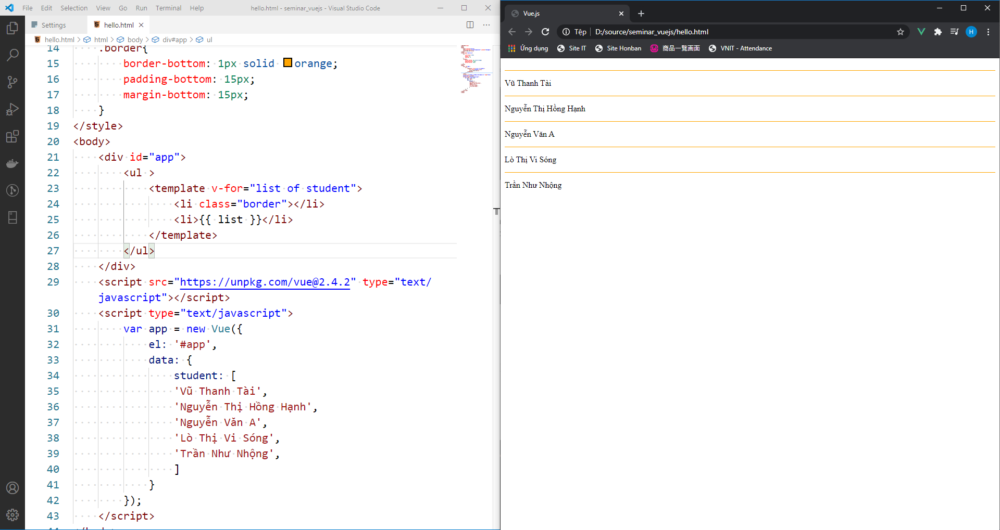 File Edit Selection View Go Run Terminal Help
hello.html - seminar_vuejs - Visual Studio Code
Settings
hello.html
hello.html > html > body > div#app > ul
14 .border{
15 border-bottom: 1px solid orange;
16 padding-bottom: 15px;
17 margin-bottom: 15px;
18 }
19 </style>
20 <body>
21 <div id="app">
22 <ul >
23 <template v-for="list of student">
24 <li class="border"></li>
25 <li>{{ list }}</li>
26 </template>
27 </ul>
28 </div>
29 <script src="https://unpkg.com/vue@2.4.2" type="text/
javascript"></script>
30 <script type="text/javascript">
31 var app = new Vue({
32 el: '#app',
33 data: {
34 student: [
35 'Vũ Thanh Tài',
36 'Nguyễn Thị Hồng Hạnh',
37 'Nguyễn Văn A',
38 'Lò Thị Vi Sóng',
39 'Trần Như Nhộng',
40 ]
41 }
42 });
43 </script>
Vue.js
Tệp D:/source/seminar_vuejs/hello.html
H
Ứng dụng Site IT Site Honban 商品一覧画面 VNIT - Attendance
Vũ Thanh Tài
Nguyễn Thị Hồng Hạnh
Nguyễn Văn A
Lò Thị Vi Sóng
Trần Như Nhộng